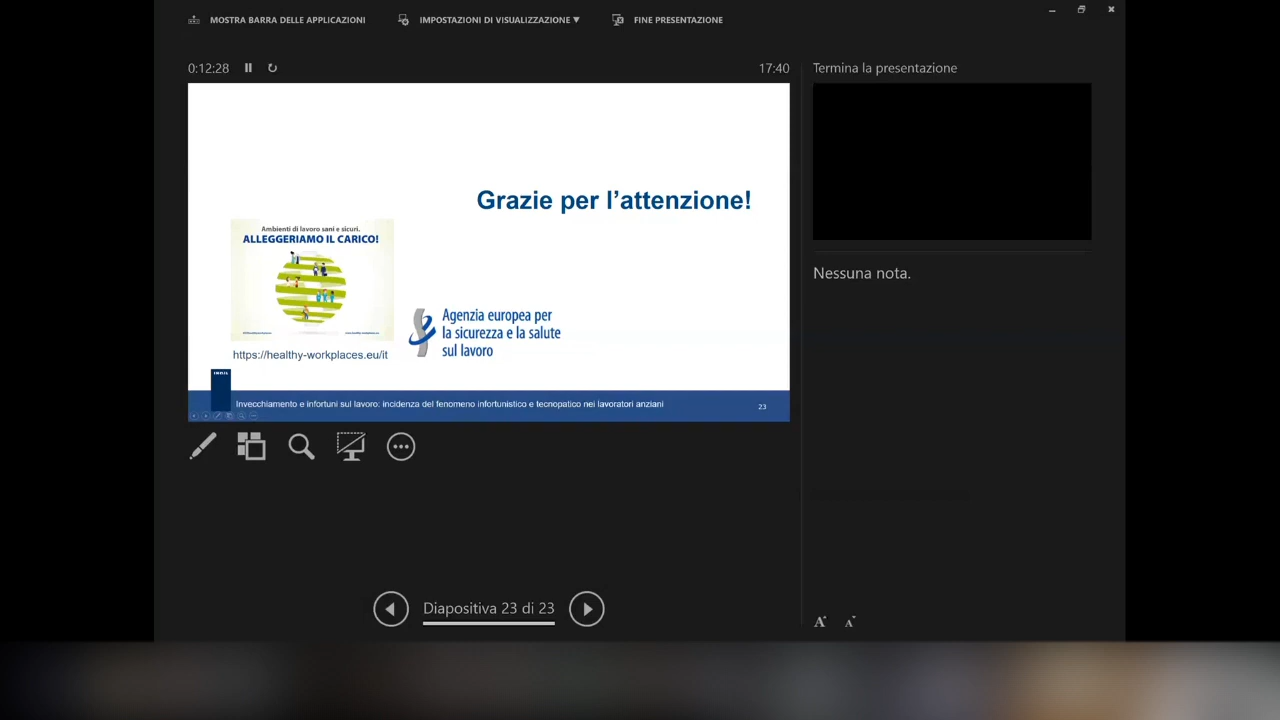 MOSTRA BARRA DELLE APPLICAZIONI
IMPOSTAZIONI DI VISUALIZZAZIONE ▼
FINE PRESENTAZIONE
0:12:28
17:40
Termina la presentazione
Grazie per l'attenzione!
Ambienti di lavoro sani e sicuri.
ALLEGGERIAMO IL CARICO!
Agenzia europea per
la sicurezza e la salute
sul lavoro
https://healthy-workplaces.eu/it
INAIL
Invecchiamento e infortuni sul lavoro: incidenza del fenomeno infortunistico e tecnopatico nei lavoratori anziani
23
Nessuna nota.
Diapositiva 23 di 23
A A